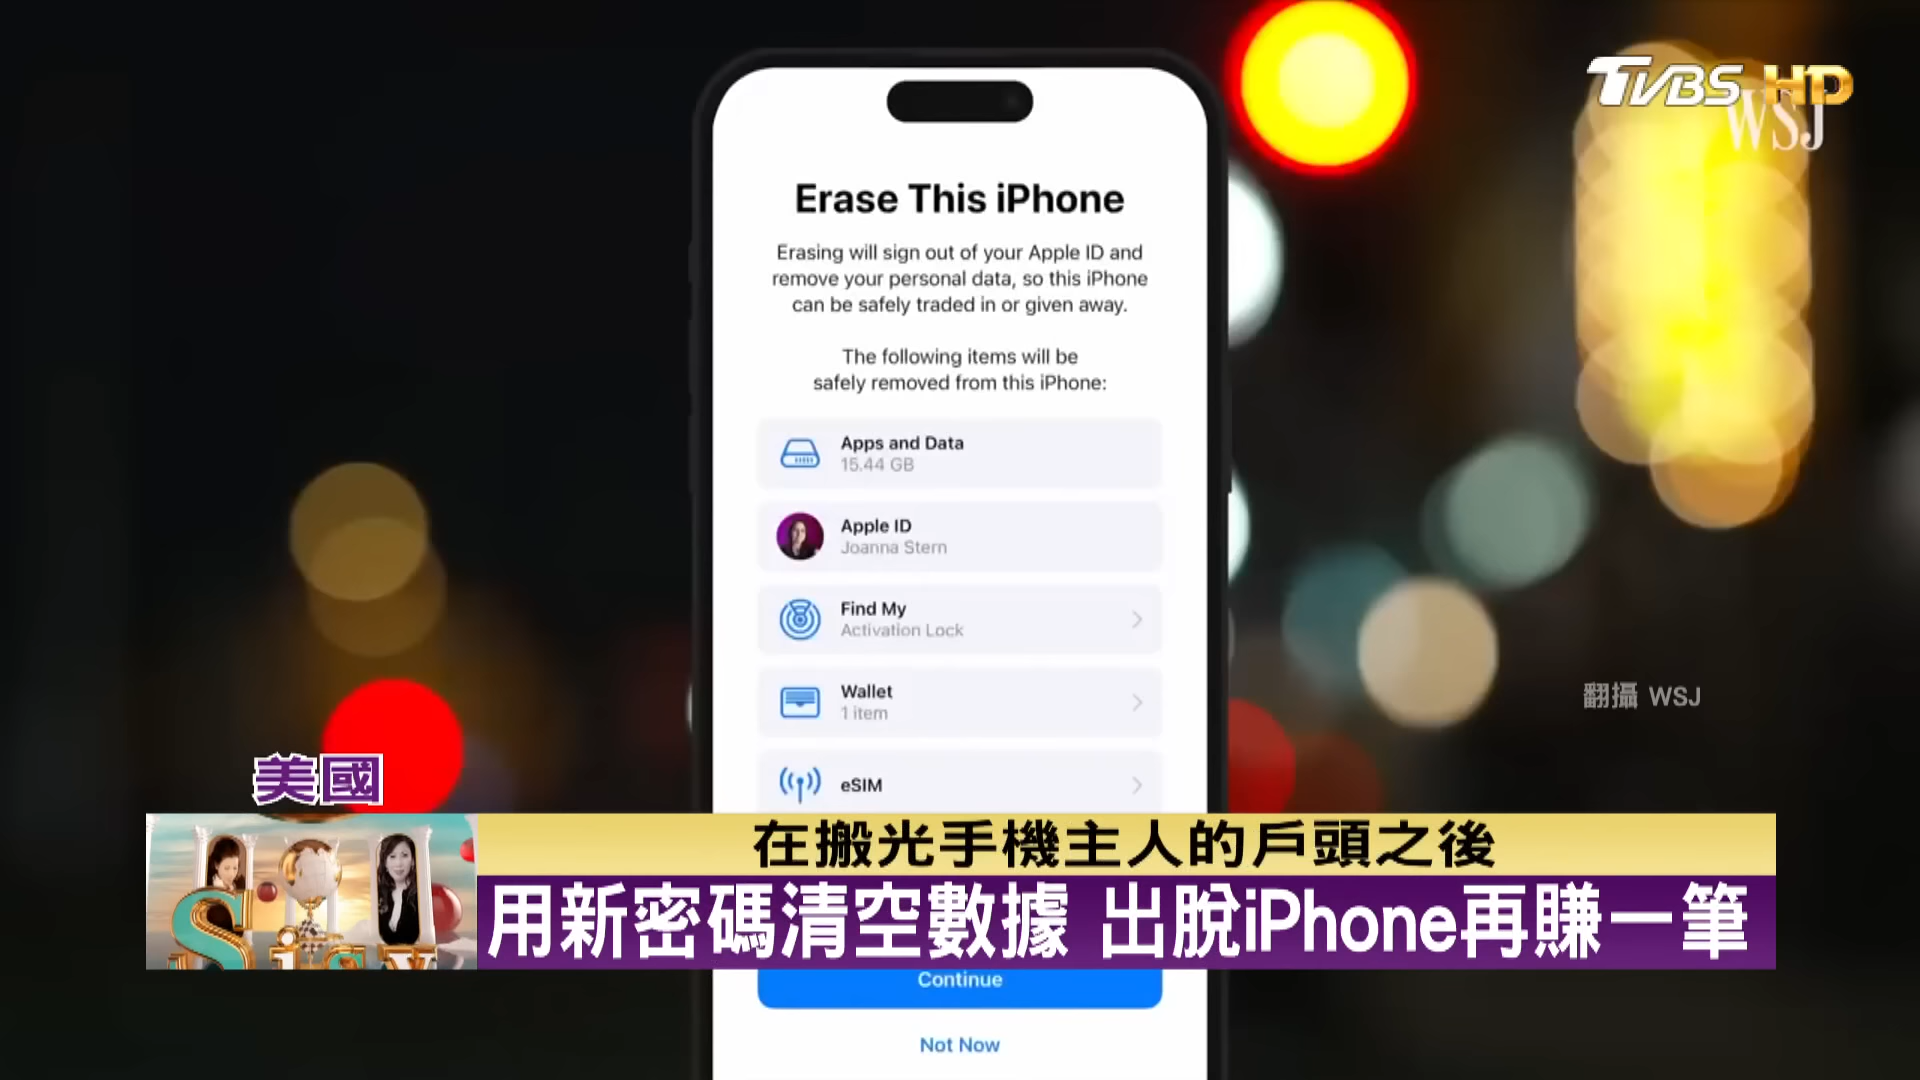 TVBS HD
WSJ
Erase This iPhone
Erasing will sign out of your Apple ID and
remove your personal data, so this iPhone
can be safely traded in or given away.
The following items will be
safely removed from this iPhone:
Apps and Data
15.44 GB
Apple ID
Joanna Stern
Find My
Activation Lock
Wallet
1 item
eSIM
翻攝 WSJ
美國
在搬光手機主人的戶頭之後
Sisy
用新密碼清空數據 出脫iPhone再賺一筆
Continue
Not Now